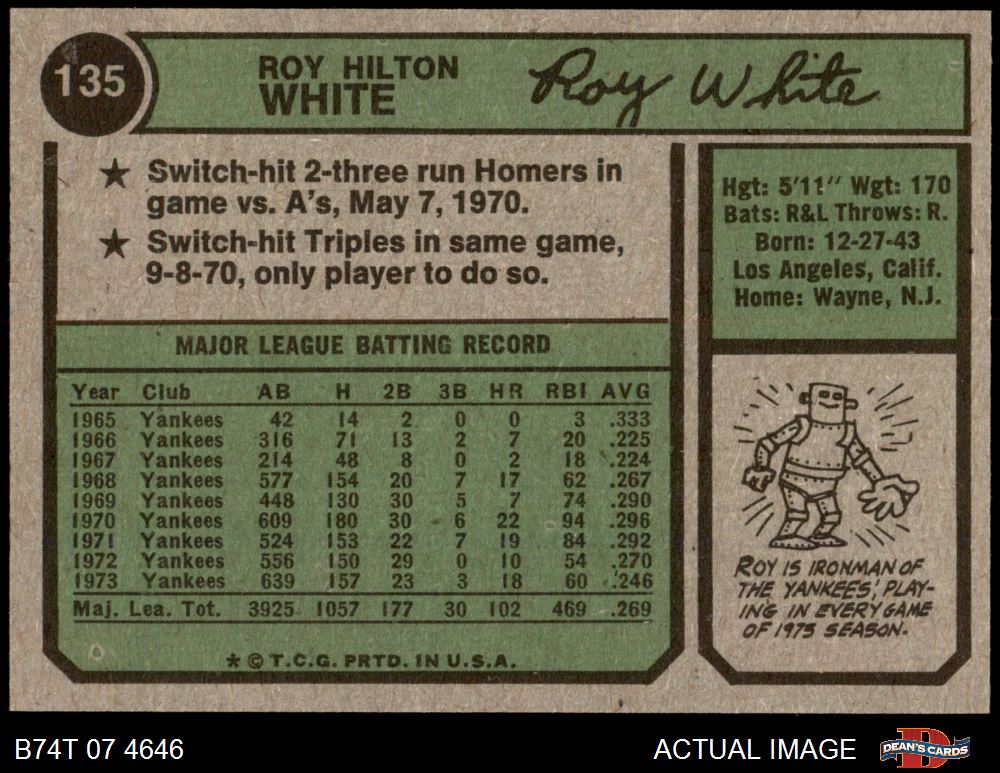 135
ROY HILTON
WHITE
Roy White
★ Switch-hit 2-three run Homers in
game vs. A's, May 7, 1970.
★ Switch-hit Triples in same game,
9-8-70, only player to do so.
Hgt: 5'11" Wgt: 170
Bats: R&L Throws: R.
Born: 12-27-43
Los Angeles, Calif.
Home: Wayne, N.J.
MAJOR LEAGUE BATTING RECORD
Year Club AB H 2B 3B HR RBI AVG
1965 Yankees 42 14 2 0 0 3 .333
1966 Yankees 316 71 13 2 7 20 .225
1967 Yankees 214 48 8 0 2 18 .224
1968 Yankees 577 154 20 7 17 62 .267
1969 Yankees 448 130 30 5 7 74 .290
1970 Yankees 609 180 30 6 22 94 .296
1971 Yankees 524 153 22 7 19 84 .292
1972 Yankees 556 150 29 0 10 54 .270
1973 Yankees 639 157 23 3 18 60 .246
Maj. Lea. Tot. 3925 1057 177 30 102 469 .269
* © T.C.G. PRTD. IN U.S.A.
ROY IS IRONMAN OF
THE YANKEES', PLAY-
ING IN EVERY GAME
OF 1973 SEASON.
B74T 07 4646
ACTUAL IMAGE
DEAN'S CARDS